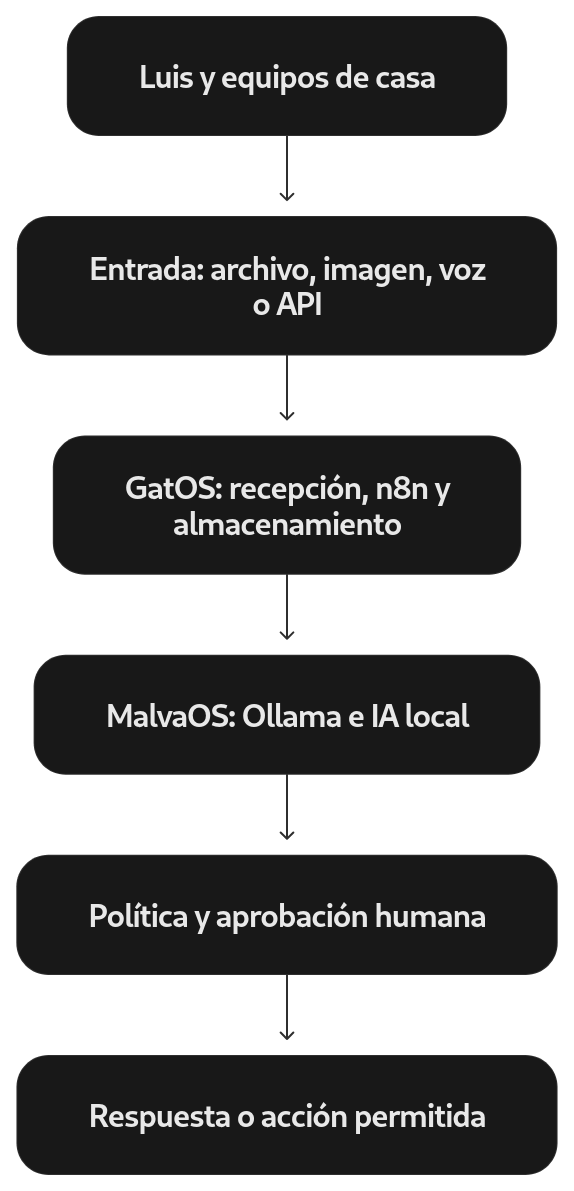 Luis y equipos de casa
Entrada: archivo, imagen, voz
o API
GatOS: recepción, n8n y
almacenamiento
MalvaOS: Ollama e IA local
Política y aprobación humana
Respuesta o acción permitida